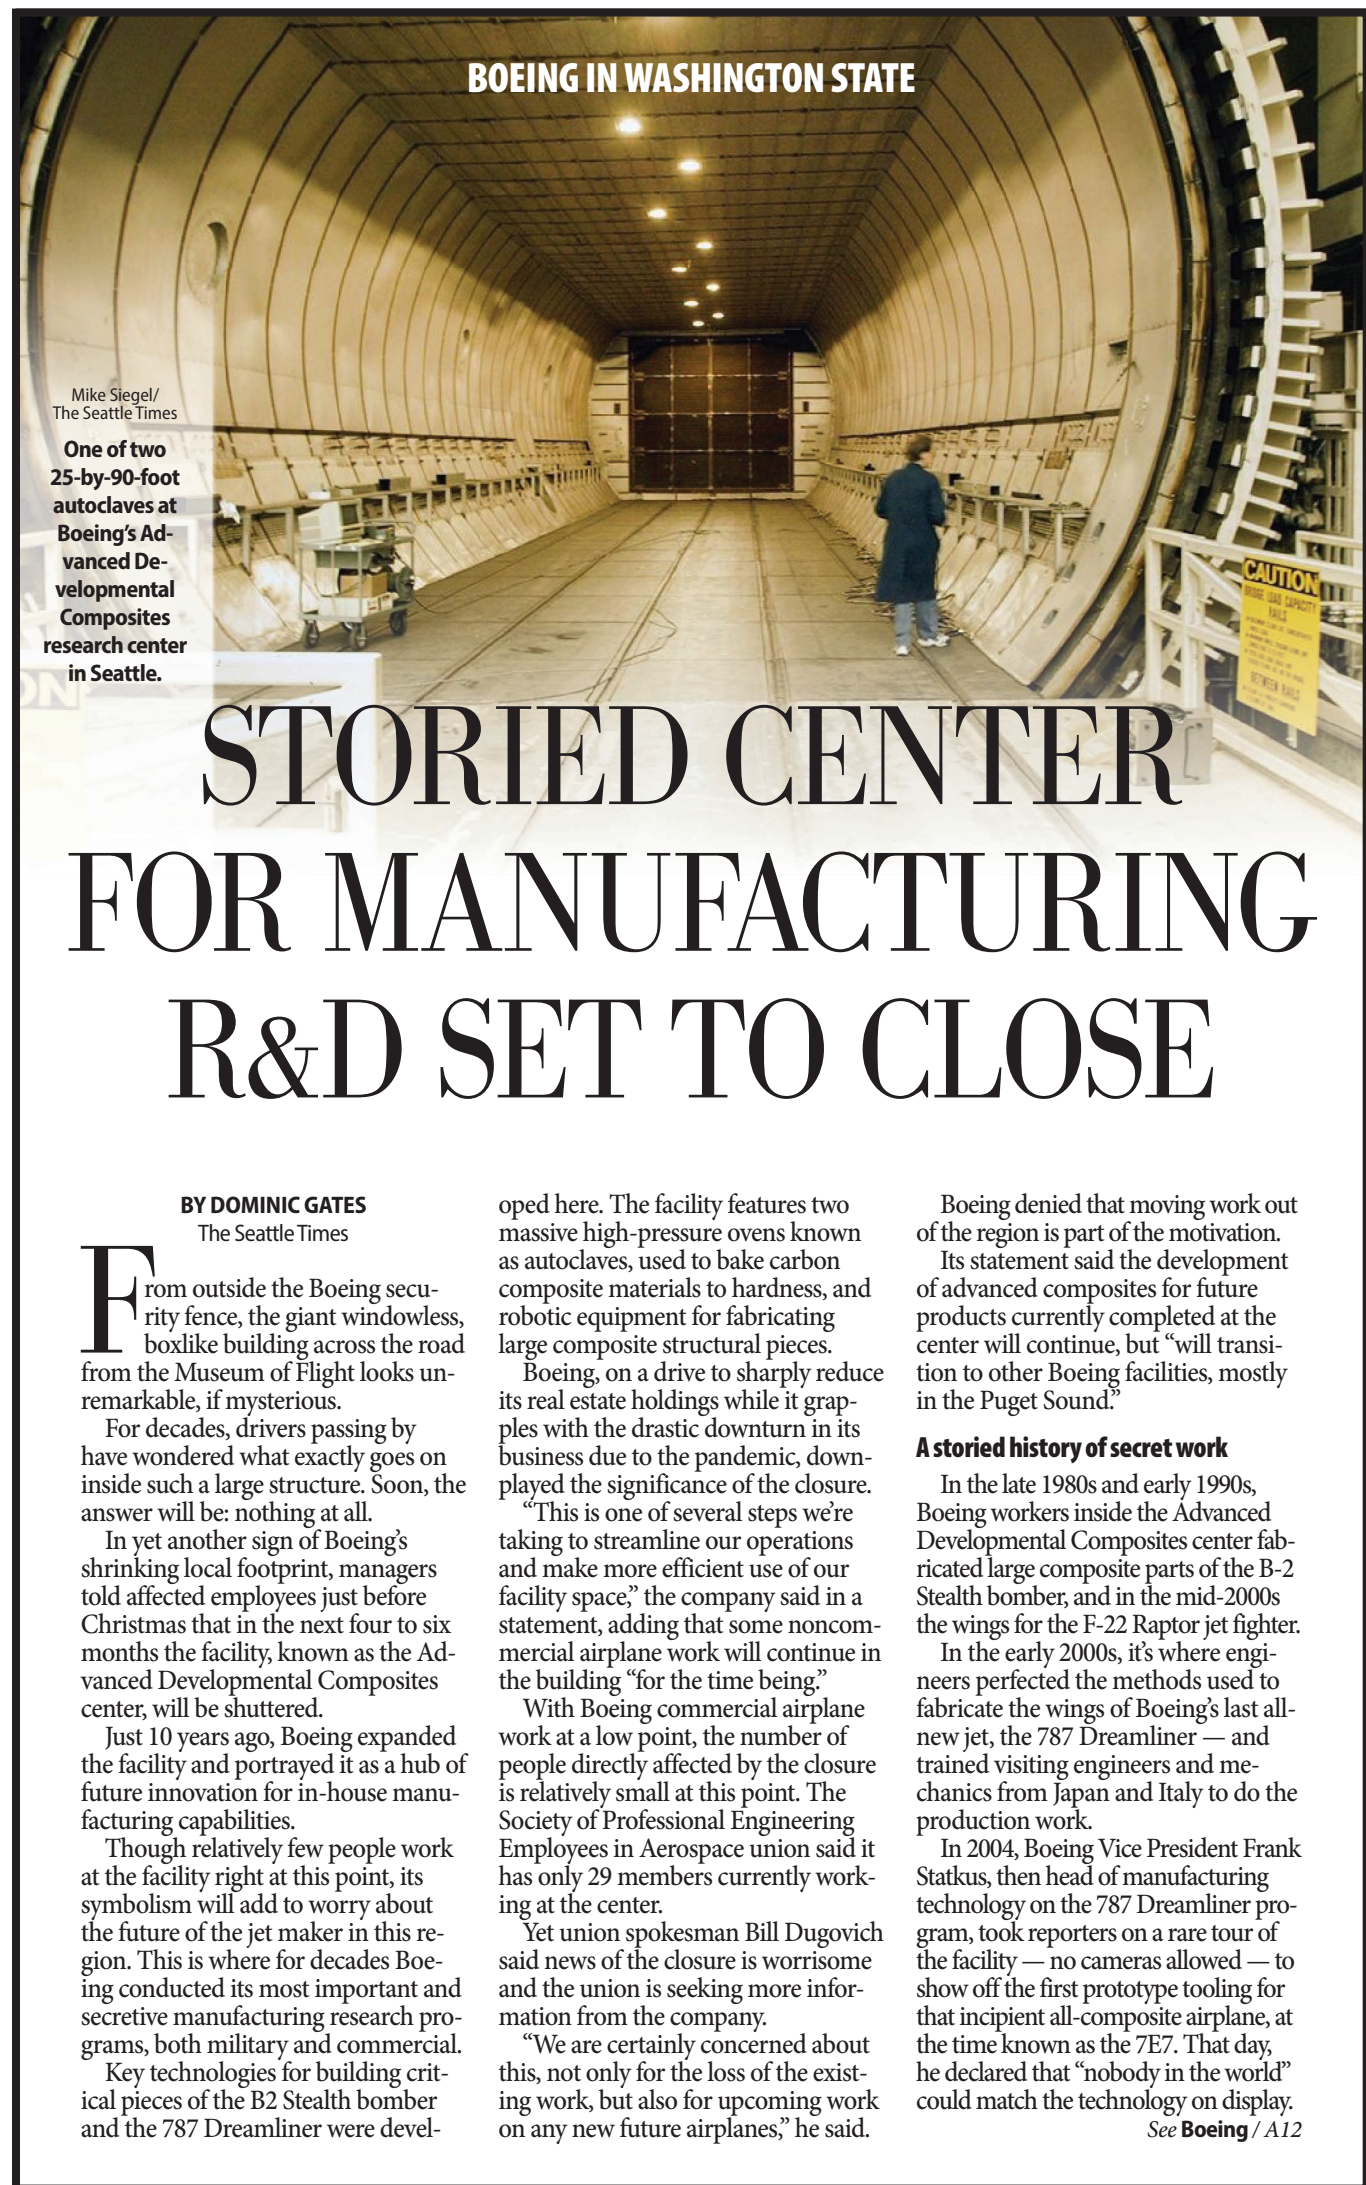 BOEING IN WASHINGTON STATE
Mike Siegel/
The Seattle Times
One of two
25-by-90-foot
autoclaves at
Boeing’s Ad-
vanced De-
velopmental
Composites
research center
in Seattle.
CAUTION
BRIDGE LOAD CAPACITY
RAILS
BETWEEN RAILS
ON
STORIED CENTER
FOR MANUFACTURING
R&D SET TO CLOSE
BY DOMINIC GATES
The Seattle Times
From outside the Boeing secu-
rity fence, the giant windowless,
boxlike building across the road
from the Museum of Flight looks un-
remarkable, if mysterious.
For decades, drivers passing by
have wondered what exactly goes on
inside such a large structure. Soon, the
answer will be: nothing at all.
In yet another sign of Boeing’s
shrinking local footprint, managers
told affected employees just before
Christmas that in the next four to six
months the facility, known as the Ad-
vanced Developmental Composites
center, will be shuttered.
Just 10 years ago, Boeing expanded
the facility and portrayed it as a hub of
future innovation for in-house manu-
facturing capabilities.
Though relatively few people work
at the facility right at this point, its
symbolism will add to worry about
the future of the jet maker in this re-
gion. This is where for decades Boe-
ing conducted its most important and
secretive manufacturing research pro-
grams, both military and commercial.
Key technologies for building crit-
ical pieces of the B2 Stealth bomber
and the 787 Dreamliner were devel-
oped here. The facility features two
massive high-pressure ovens known
as autoclaves, used to bake carbon
composite materials to hardness, and
robotic equipment for fabricating
large composite structural pieces.
Boeing, on a drive to sharply reduce
its real estate holdings while it grap-
ples with the drastic downturn in its
business due to the pandemic, down-
played the significance of the closure.
“This is one of several steps we’re
taking to streamline our operations
and make more efficient use of our
facility space,” the company said in a
statement, adding that some noncom-
mercial airplane work will continue in
the building “for the time being.”
With Boeing commercial airplane
work at a low point, the number of
people directly affected by the closure
is relatively small at this point. The
Society of Professional Engineering
Employees in Aerospace union said it
has only 29 members currently work-
ing at the center.
Yet union spokesman Bill Dugovich
said news of the closure is worrisome
and the union is seeking more infor-
mation from the company.
“We are certainly concerned about
this, not only for the loss of the exist-
ing work, but also for upcoming work
on any new future airplanes,” he said.
Boeing denied that moving work out
of the region is part of the motivation.
Its statement said the development
of advanced composites for future
products currently completed at the
center will continue, but “will transi-
tion to other Boeing facilities, mostly
in the Puget Sound.”
A storied history of secret work
In the late 1980s and early 1990s,
Boeing workers inside the Advanced
Developmental Composites center fab-
ricated large composite parts of the B-2
Stealth bomber, and in the mid-2000s
the wings for the F-22 Raptor jet fighter.
In the early 2000s, it’s where engi-
neers perfected the methods used to
fabricate the wings of Boeing’s last all-
new jet, the 787 Dreamliner — and
trained visiting engineers and me-
chanics from Japan and Italy to do the
production work.
In 2004, Boeing Vice President Frank
Statkus, then head of manufacturing
technology on the 787 Dreamliner pro-
gram, took reporters on a rare tour of
the facility — no cameras allowed — to
show off the first prototype tooling for
that incipient all-composite airplane, at
the time known as the 7E7. That day,
he declared that “nobody in the world”
could match the technology on display.
See Boeing / A12